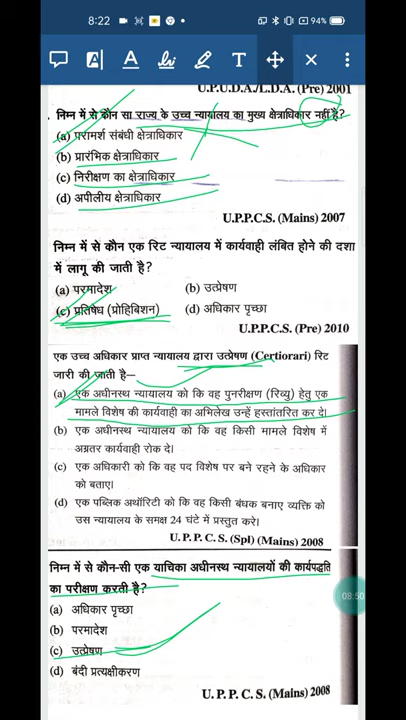 8:22
94%
U.P.U.D.A/L.D.A. (Pre) 2001
. निम्न में से कौन सा राज्य के उच्च न्यायालय का मुख्य क्षेत्राधिकार नहीं है?
(a) परामर्श संबंधी क्षेत्राधिकार
(b) प्रारंभिक क्षेत्राधिकार
(c) निरीक्षण का क्षेत्राधिकार
(d) अपीलीय क्षेत्राधिकार
U.P.P.C.S. (Mains) 2007
निम्न में से कौन एक रिट न्यायालय में कार्यवाही लंबित होने की दशा
में लागू की जाती है?
(a) परमादेश (b) उत्प्रेषण
(c) प्रतिषेध (प्रोहिबिशन) (d) अधिकार पृच्छा
U.P.P.C.S. (Pre) 2010
एक उच्च अधिकार प्राप्त न्यायालय द्वारा उत्प्रेषण (Certiorari) रिट
जारी की जाती है–
(a) एक अधीनस्थ न्यायालय को कि वह पुनरीक्षण (रिव्यु) हेतु एक
मामले विशेष की कार्यवाही का अभिलेख उन्हें हस्तांतरित कर दे।
(b) एक अधीनस्थ न्यायालय को कि वह किसी मामले विशेष में
अग्रतर कार्यवाही रोक दे।
(c) एक अधिकारी को कि वह पद विशेष पर बने रहने के अधिकार
को बताए।
(d) एक पब्लिक अथॉरिटी को कि वह किसी बंधक बनाए व्यक्ति को
उस न्यायालय के समक्ष 24 घंटे में प्रस्तुत करे।
U.P.P.C.S. (Spl) (Mains) 2008
निम्न में से कौन-सी एक याचिका अधीनस्थ न्यायालयों की कार्यपद्धति
का परीक्षण करती है?
08:50
(a) अधिकार पृच्छा
(b) परमादेश
(c) उत्प्रेषण
(d) बंदी प्रत्यक्षीकरण
U. P. P. C. S. (Mains) 2008